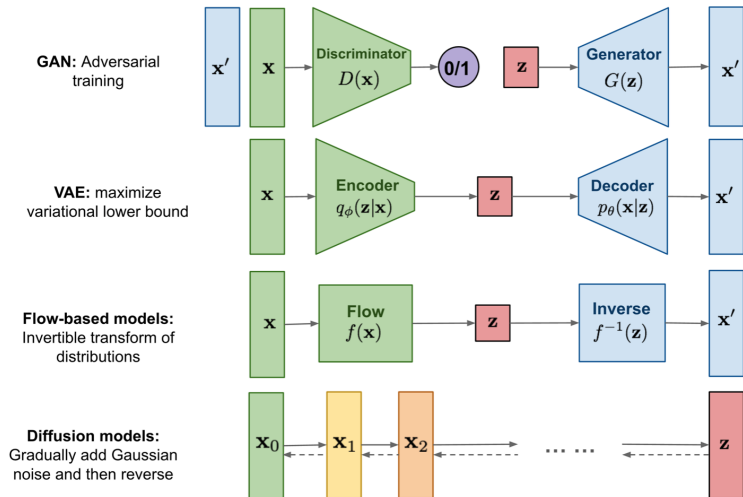 GAN: Adversarial
training
x′
x
Discriminator
D(x)
0/1
z
Generator
G(z)
x′
VAE: maximize
variational lower bound
x
Encoder
qϕ(z|x)
z
Decoder
pθ(x|z)
x′
Flow-based models:
Invertible transform of
distributions
x
Flow
f(x)
z
Inverse
f⁻¹(z)
x′
Diffusion models:
Gradually add Gaussian
noise and then reverse
x₀
x₁
x₂
... ...
z